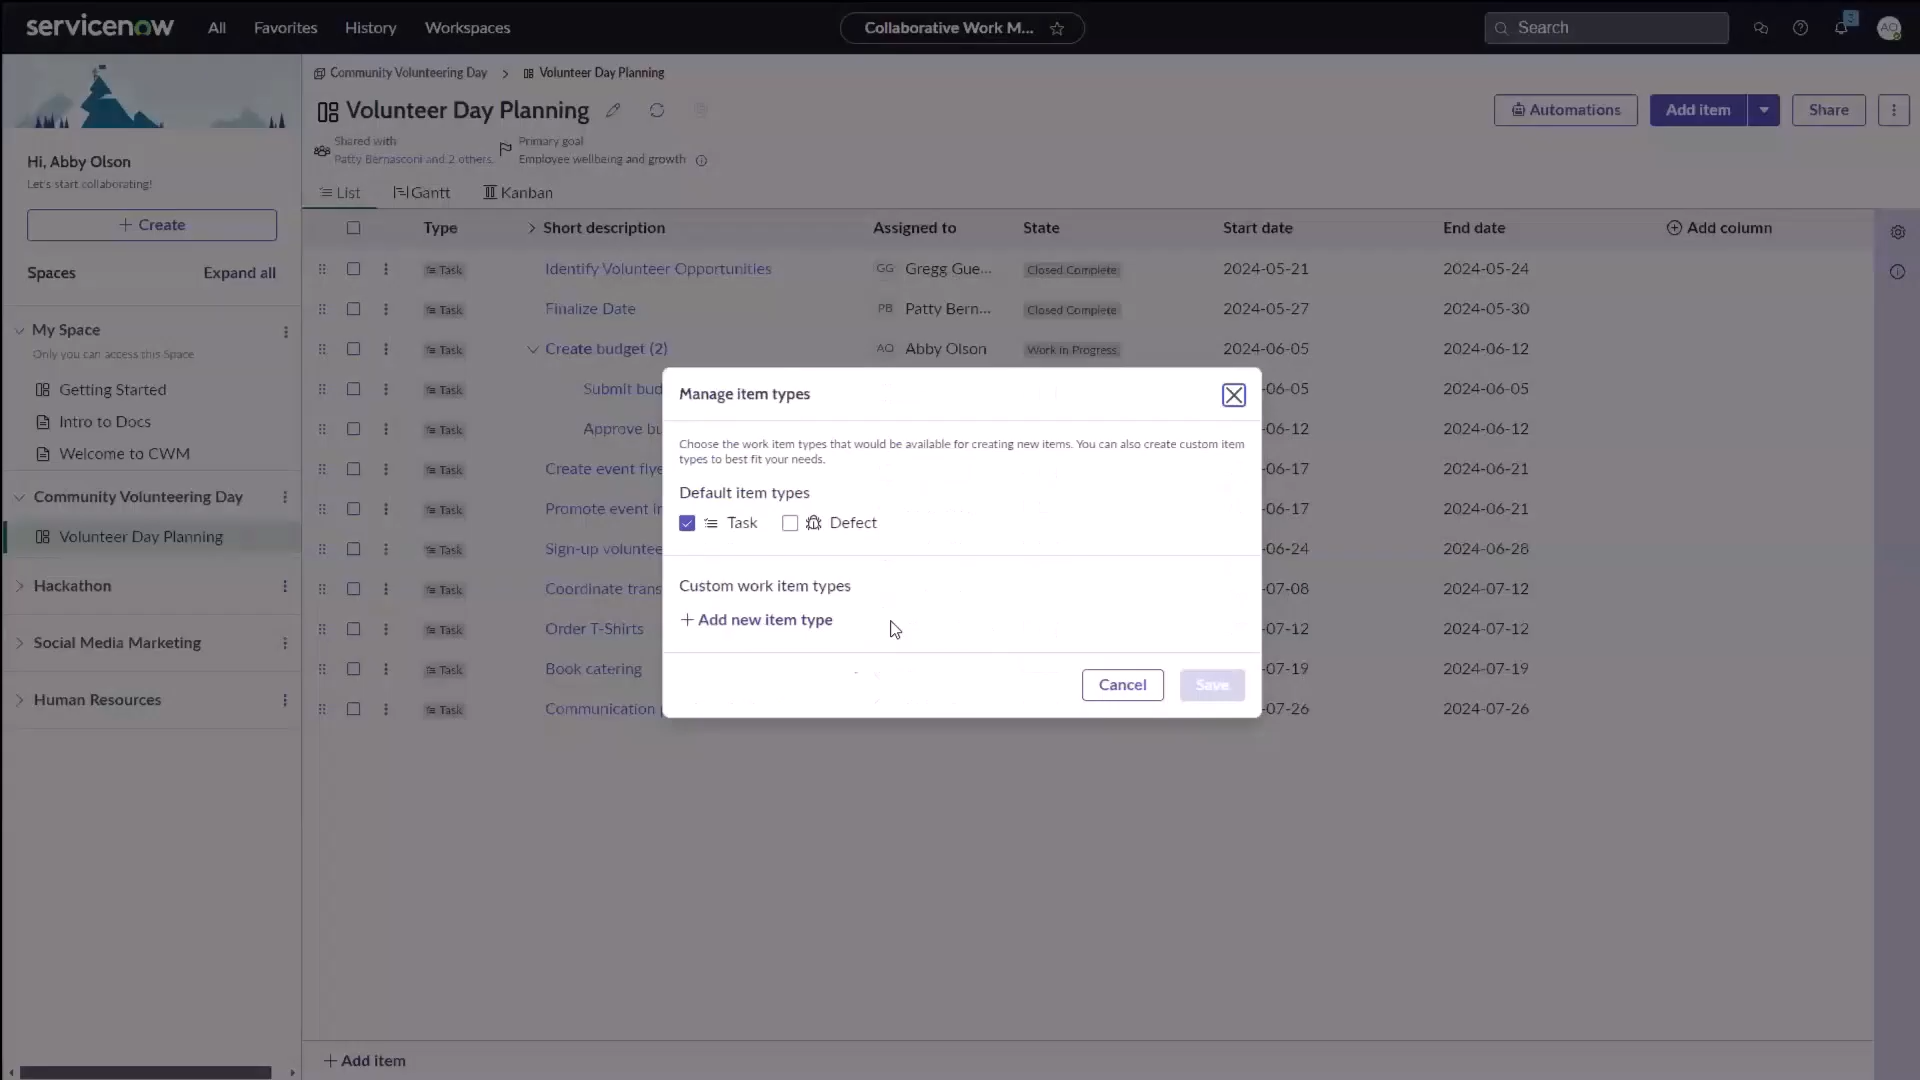 servicenow All Favorites History Workspaces Collaborative Work M... Search 3 AO
Community Volunteering Day Volunteer Day Planning
Volunteer Day Planning
Automations Add item Share
Shared with
Patty Bernasconi and 2 others
Primary goal
Employee wellbeing and growth
List Gantt Kanban
Hi, Abby Olson
Let's start collaborating!
+ Create
Spaces Expand all
My Space
Only you can access this Space
Getting Started
Intro to Docs
Welcome to CWM
Community Volunteering Day
Volunteer Day Planning
Hackathon
Social Media Marketing
Human Resources
Type Short description Assigned to State Start date End date Add column
Task Identify Volunteer Opportunities GG Gregg Gue... Closed Complete 2024-05-21 2024-05-24
Task Finalize Date PB Patty Bern... Closed Complete 2024-05-27 2024-05-30
Task Create budget (2) AO Abby Olson Work in Progress 2024-06-05 2024-06-12
Task Submit bud -06-05 2024-06-05
Task Approve bu -06-12 2024-06-12
Task Create event flye -06-17 2024-06-21
Task Promote event i -06-17 2024-06-21
Task Sign-up voluntee -06-24 2024-06-28
Task Coordinate trans -07-08 2024-07-12
Task Order T-Shirts -07-12 2024-07-12
Task Book catering -07-19 2024-07-19
Task Communication -07-26 2024-07-26
+ Add item
Manage item types
Choose the work item types that would be available for creating new items. You can also create custom item
types to best fit your needs.
Default item types
Task Defect
Custom work item types
+ Add new item type
Cancel Save